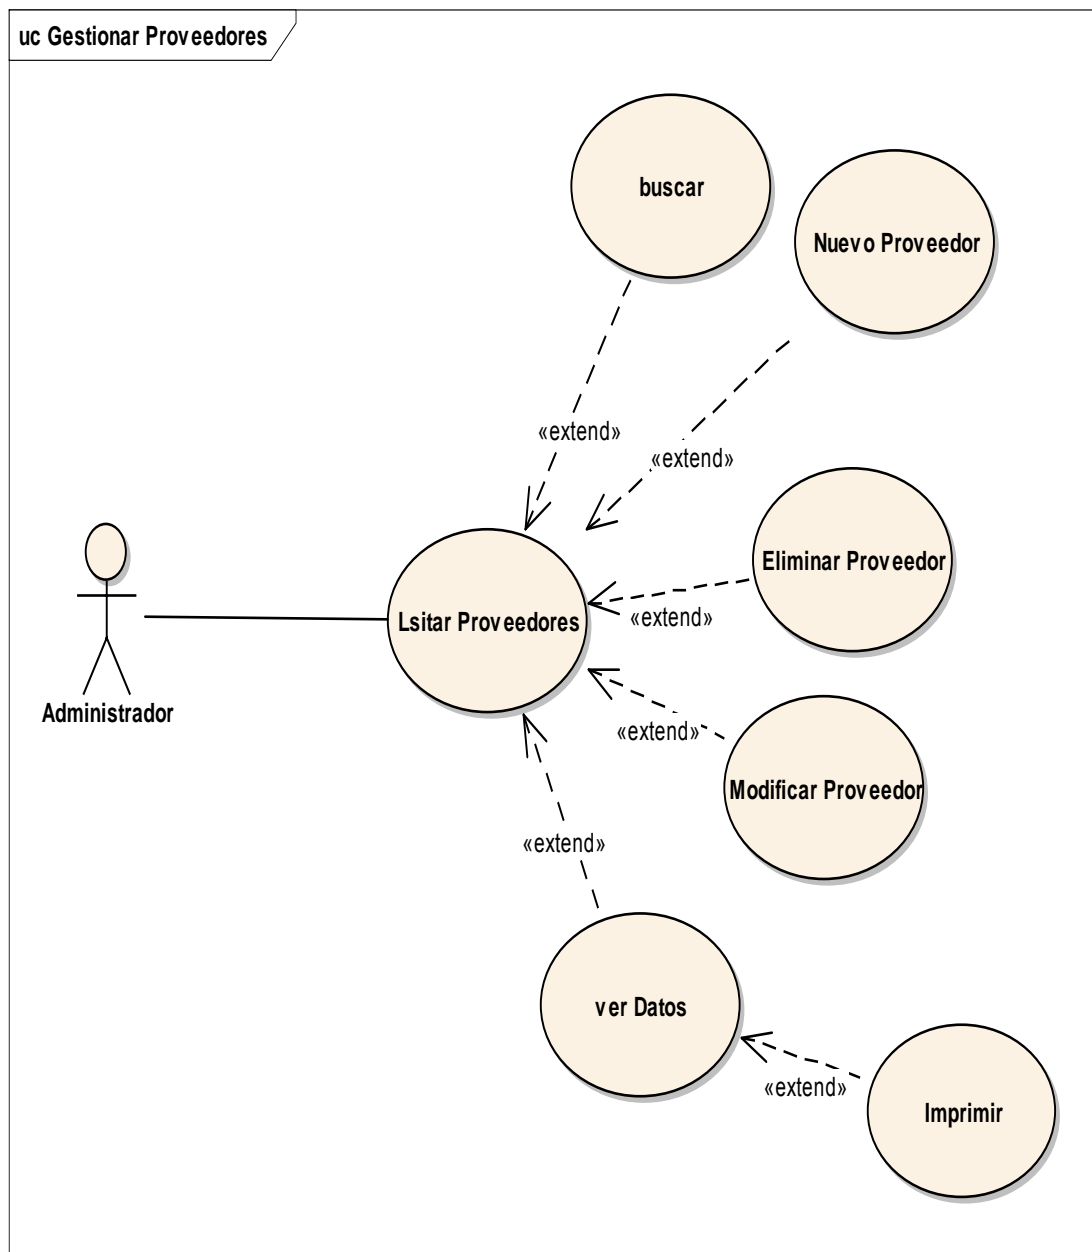 uc Gestionar Proveedores
buscar
Nuevo Proveedor
«extend»
«extend»
Eliminar Proveedor
«extend»
Lsitar Proveedores
Administrador
«extend»
Modificar Proveedor
«extend»
ver Datos
«extend»
Imprimir